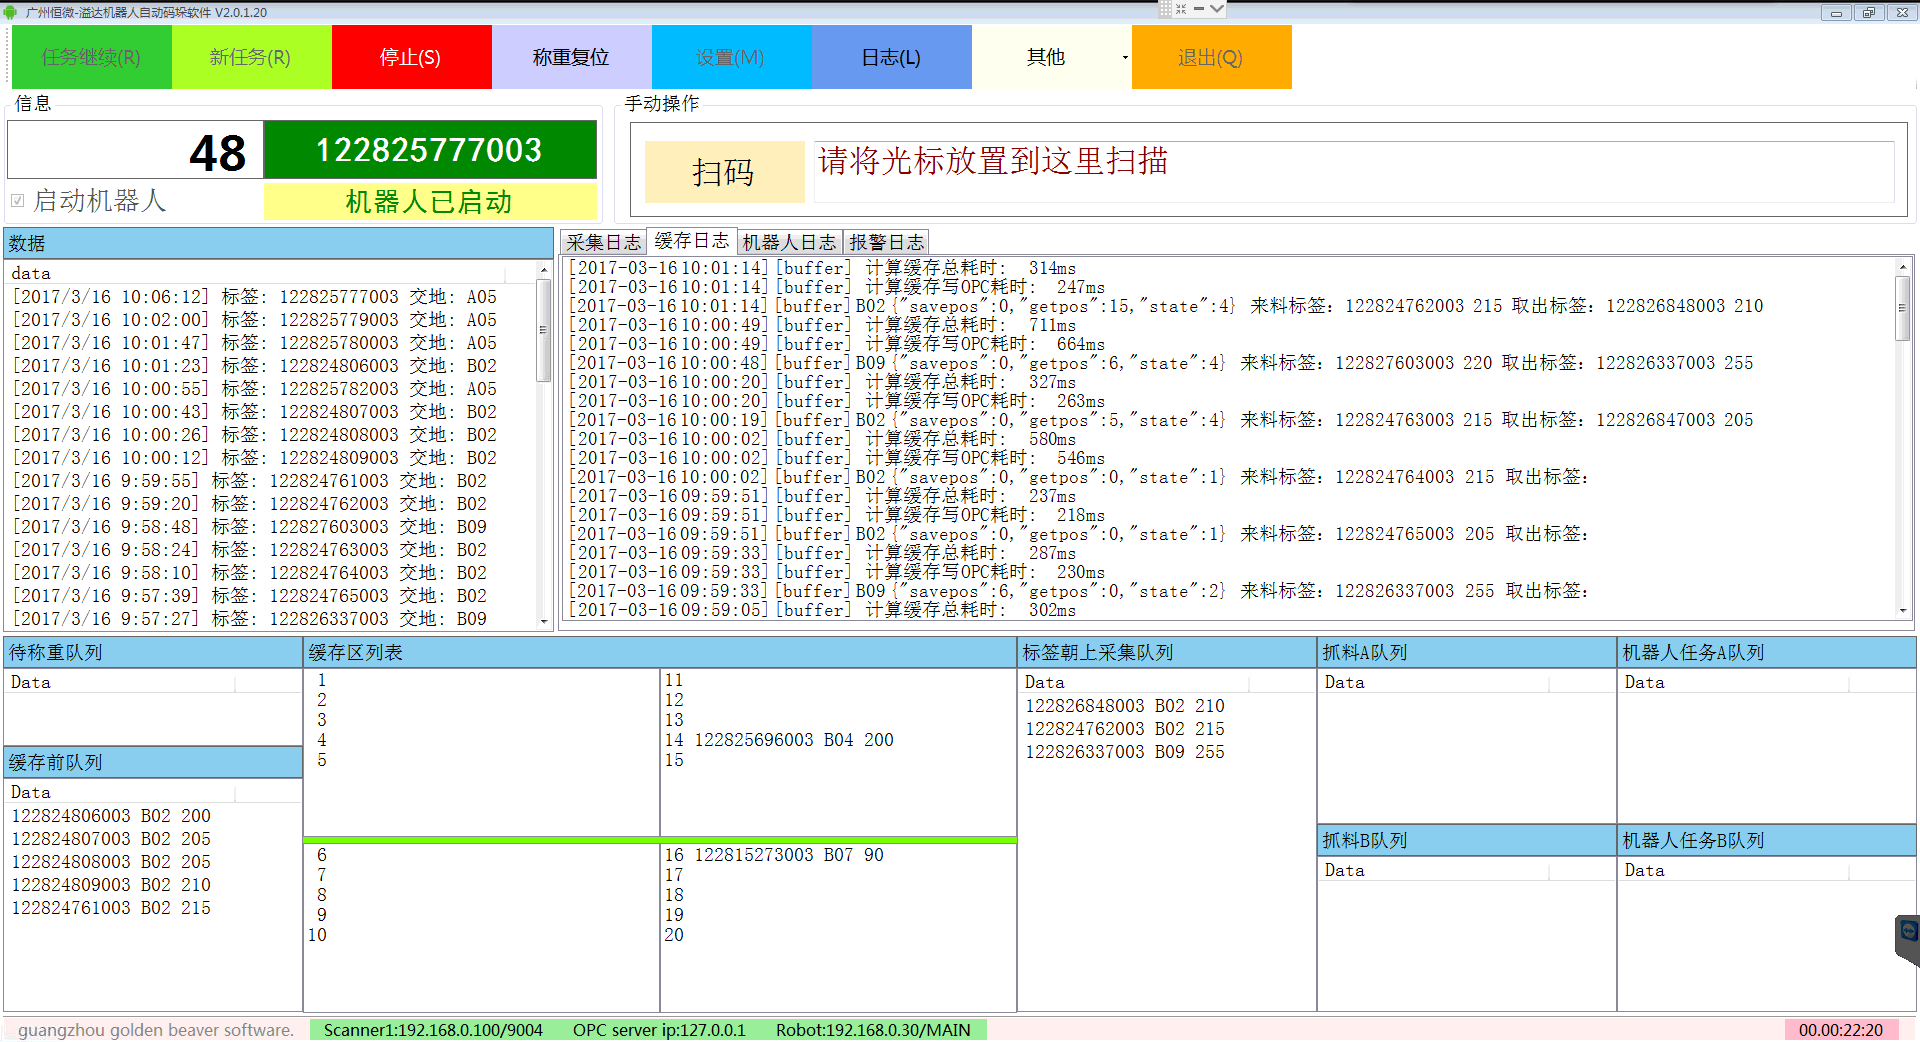 广州恒微-溢达机器人自动码垛软件 V2.0.1.20
任务继续(R) 新任务(R) 停止(S) 称重复位 设置(M) 日志(L) 其他 退出(Q)
信息
48 122825777003
启动机器人 机器人已启动
手动操作
扫码 请将光标放置到这里扫描
数据
data
[2017/3/16 10:06:12] 标签: 122825777003 交地: A05
[2017/3/16 10:02:00] 标签: 122825779003 交地: A05
[2017/3/16 10:01:47] 标签: 122825780003 交地: A05
[2017/3/16 10:01:23] 标签: 122824806003 交地: B02
[2017/3/16 10:00:55] 标签: 122825782003 交地: A05
[2017/3/16 10:00:43] 标签: 122824807003 交地: B02
[2017/3/16 10:00:26] 标签: 122824808003 交地: B02
[2017/3/16 10:00:12] 标签: 122824809003 交地: B02
[2017/3/16 9:59:55] 标签: 122824761003 交地: B02
[2017/3/16 9:59:20] 标签: 122824762003 交地: B02
[2017/3/16 9:58:48] 标签: 122827603003 交地: B09
[2017/3/16 9:58:24] 标签: 122824763003 交地: B02
[2017/3/16 9:58:10] 标签: 122824764003 交地: B02
[2017/3/16 9:57:39] 标签: 122824765003 交地: B02
[2017/3/16 9:57:27] 标签: 122826337003 交地: B09
采集日志 缓存日志 机器人日志 报警日志
[2017-03-16 10:01:14][buffer] 计算缓存总耗时: 314ms
[2017-03-16 10:01:14][buffer] 计算缓存写OPC耗时: 247ms
[2017-03-16 10:01:14][buffer]B02{"savepos":0,"getpos":15,"state":4} 来料标签: 122824762003 215 取出标签: 122826848003 210
[2017-03-16 10:00:49][buffer] 计算缓存总耗时: 711ms
[2017-03-16 10:00:49][buffer] 计算缓存写OPC耗时: 664ms
[2017-03-16 10:00:48][buffer]B09{"savepos":0,"getpos":6,"state":4} 来料标签: 122827603003 220 取出标签: 122826337003 255
[2017-03-16 10:00:20][buffer] 计算缓存总耗时: 327ms
[2017-03-16 10:00:20][buffer] 计算缓存写OPC耗时: 263ms
[2017-03-16 10:00:19][buffer]B02{"savepos":0,"getpos":5,"state":4} 来料标签: 122824763003 215 取出标签: 122826847003 205
[2017-03-16 10:00:02][buffer] 计算缓存总耗时: 580ms
[2017-03-16 10:00:02][buffer] 计算缓存写OPC耗时: 546ms
[2017-03-16 10:00:02][buffer]B02{"savepos":0,"getpos":0,"state":1} 来料标签: 122824764003 215 取出标签:
[2017-03-16 09:59:51][buffer] 计算缓存总耗时: 237ms
[2017-03-16 09:59:51][buffer] 计算缓存写OPC耗时: 218ms
[2017-03-16 09:59:51][buffer]B02{"savepos":0,"getpos":0,"state":1} 来料标签: 122824765003 205 取出标签:
[2017-03-16 09:59:33][buffer] 计算缓存总耗时: 287ms
[2017-03-16 09:59:33][buffer] 计算缓存写OPC耗时: 230ms
[2017-03-16 09:59:33][buffer]B09{"savepos":6,"getpos":0,"state":2} 来料标签: 122826337003 255 取出标签:
[2017-03-16 09:59:05][buffer] 计算缓存总耗时: 302ms
待称重队列
Data
缓存前队列
Data
122824806003 B02 200
122824807003 B02 205
122824808003 B02 205
122824809003 B02 210
122824761003 B02 215
缓存区列表
1
2
3
4
5
11
12
13
14 122825696003 B04 200
15
6
7
8
9
10
16 122815273003 B07 90
17
18
19
20
标签朝上采集队列
Data
122826848003 B02 210
122824762003 B02 215
122826337003 B09 255
抓料A队列
Data
机器人任务A队列
Data
抓料B队列
Data
机器人任务B队列
Data
guangzhou golden beaver software. Scanner1:192.168.0.100/9004 OPC server ip:127.0.0.1 Robot:192.168.0.30/MAIN 00.00:22:20